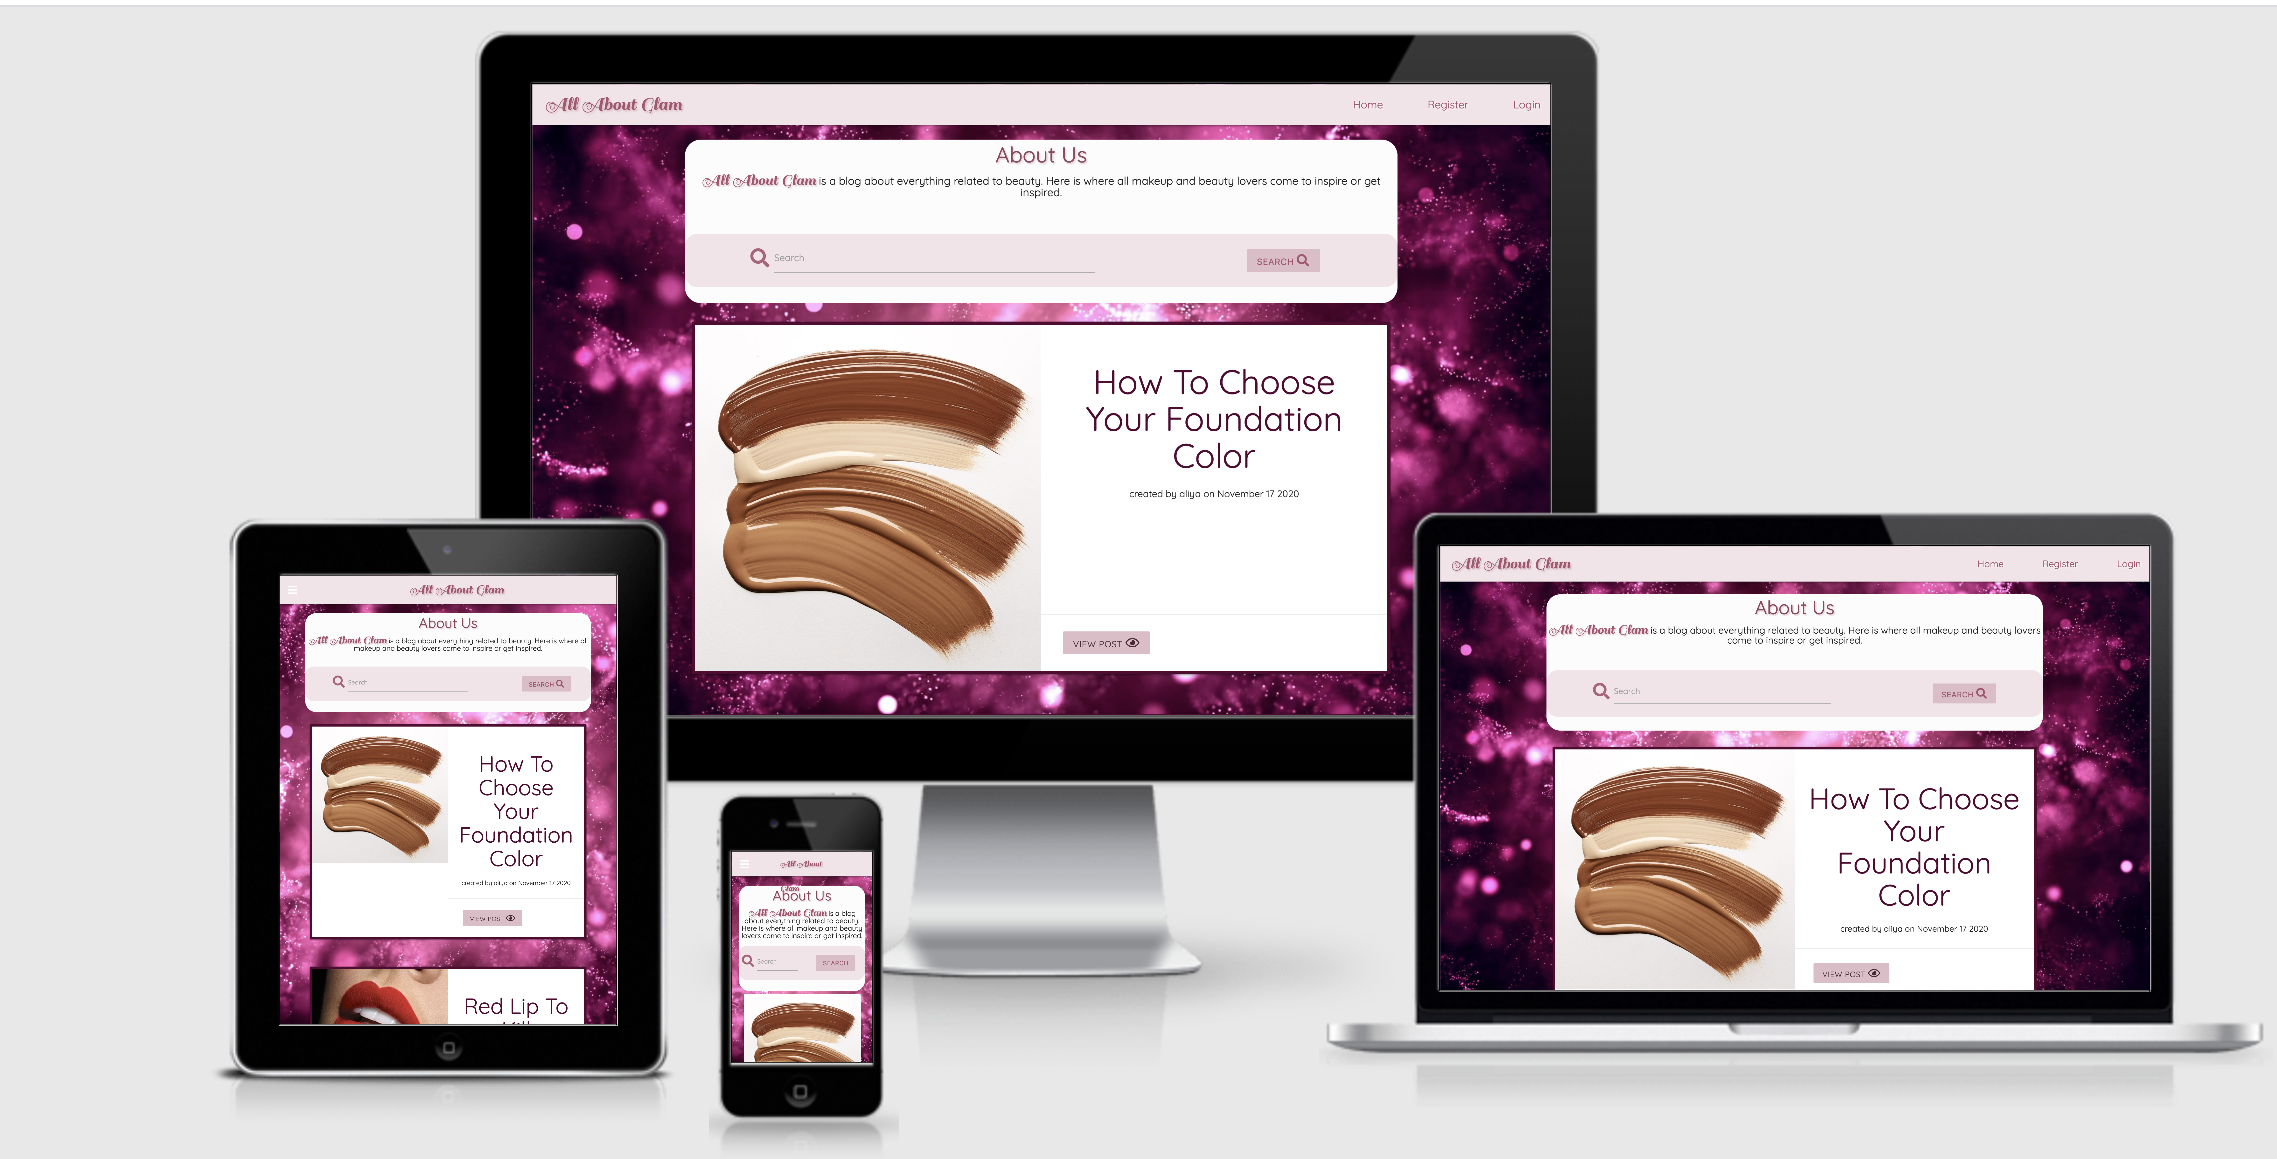 All About Glam
Home Register Login
About Us
All About Glam is a blog about everything related to beauty. Here is where all makeup and beauty lovers come to inspire or get
inspired.
Search
SEARCH
How To Choose
Your Foundation
Color
created by aliya on November 17 2020
VIEW POST
All About Glam
About Us
All About Glam is a blog about everything related to beauty. Here is where all
makeup and beauty lovers come to inspire or get inspired.
Search
SEARCH
How To
Choose
Your
Foundation
Color
created by aliya on November 17 2020
VIEW POST
Red Lip To
All About
Glam
About Us
All About Glam is a blog
about everything related to beauty.
Here is where all makeup and beauty
lovers come to inspire or get inspired.
Search
SEARCH
All About Glam
Home Register Login
About Us
All About Glam is a blog about everything related to beauty. Here is where all makeup and beauty lovers
come to inspire or get inspired.
Search
SEARCH
How To Choose
Your
Foundation
Color
created by aliya on November 17 2020
VIEW POST